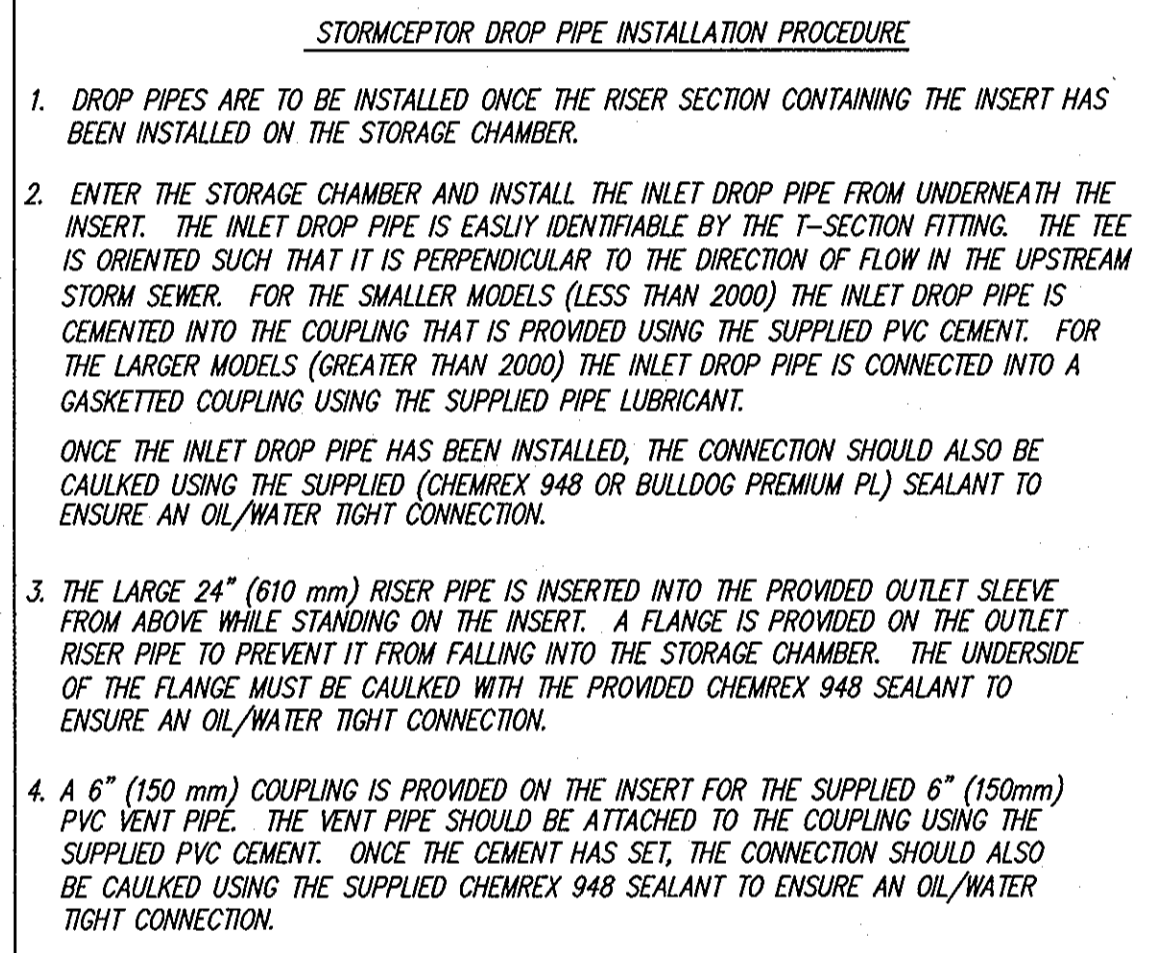 STORMCEPTOR DROP PIPE INSTALLATION PROCEDURE
1. DROP PIPES ARE TO BE INSTALLED ONCE THE RISER SECTION CONTAINING THE INSERT HAS
BEEN INSTALLED ON THE STORAGE CHAMBER.
2. ENTER THE STORAGE CHAMBER AND INSTALL THE INLET DROP PIPE FROM UNDERNEATH THE
INSERT. THE INLET DROP PIPE IS EASLIY IDENTIFIABLE BY THE T-SECTION FITTING. THE TEE
IS ORIENTED SUCH THAT IT IS PERPENDICULAR TO THE DIRECTION OF FLOW IN THE UPSTREAM
STORM SEWER. FOR THE SMALLER MODELS (LESS THAN 2000) THE INLET DROP PIPE IS
CEMENTED INTO THE COUPLING THAT IS PROVIDED USING THE SUPPLIED PVC CEMENT. FOR
THE LARGER MODELS (GREATER THAN 2000) THE INLET DROP PIPE IS CONNECTED INTO A
GASKETTED COUPLING USING THE SUPPLIED PIPE LUBRICANT.
ONCE THE INLET DROP PIPE HAS BEEN INSTALLED, THE CONNECTION SHOULD ALSO BE
CAULKED USING THE SUPPLIED (CHEMREX 948 OR BULLDOG PREMIUM PL) SEALANT TO
ENSURE AN OIL/WATER TIGHT CONNECTION.
3. THE LARGE 24" (610 mm) RISER PIPE IS INSERTED INTO THE PROVIDED OUTLET SLEEVE
FROM ABOVE WHILE STANDING ON THE INSERT. A FLANGE IS PROVIDED ON THE OUTLET
RISER PIPE TO PREVENT IT FROM FALLING INTO THE STORAGE CHAMBER. THE UNDERSIDE
OF THE FLANGE MUST BE CAULKED WITH THE PROVIDED CHEMREX 948 SEALANT TO
ENSURE AN OIL/WATER TIGHT CONNECTION.
4. A 6" (150 mm) COUPLING IS PROVIDED ON THE INSERT FOR THE SUPPLIED 6" (150mm)
PVC VENT PIPE. THE VENT PIPE SHOULD BE ATTACHED TO THE COUPLING USING THE
SUPPLIED PVC CEMENT. ONCE THE CEMENT HAS SET, THE CONNECTION SHOULD ALSO
BE CAULKED USING THE SUPPLIED CHEMREX 948 SEALANT TO ENSURE AN OIL/WATER
TIGHT CONNECTION.